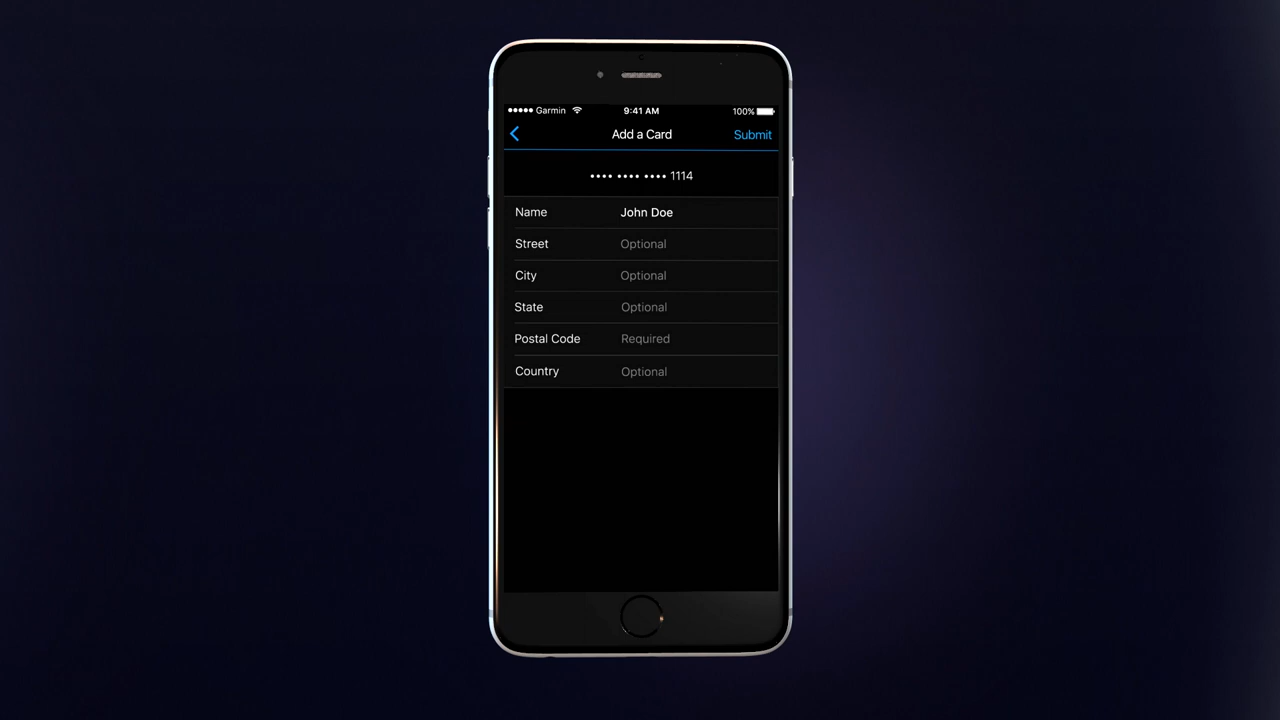 ●●●●● Garmin 9:41 AM 100%
Add a Card Submit
•••• •••• •••• 1114
Name John Doe
Street Optional
City Optional
State Optional
Postal Code Required
Country Optional